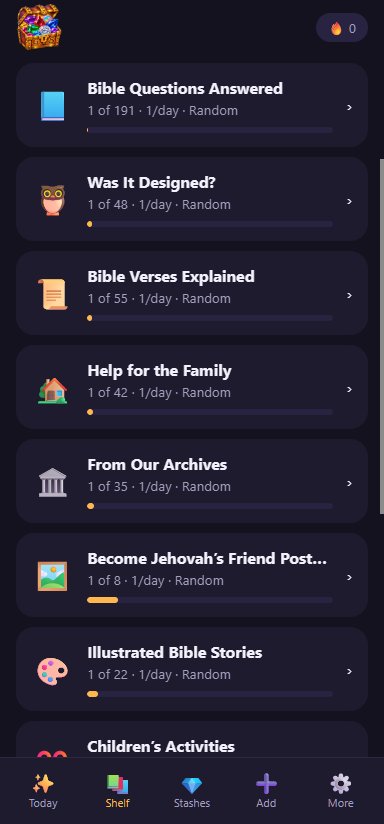 0
Bible Questions Answered
1 of 191 · 1/day · Random
Was It Designed?
1 of 48 · 1/day · Random
Bible Verses Explained
1 of 55 · 1/day · Random
Help for the Family
1 of 42 · 1/day · Random
From Our Archives
1 of 35 · 1/day · Random
Become Jehovah’s Friend Post…
1 of 8 · 1/day · Random
Illustrated Bible Stories
1 of 22 · 1/day · Random
Children’s Activities
Today Shelf Stashes Add More